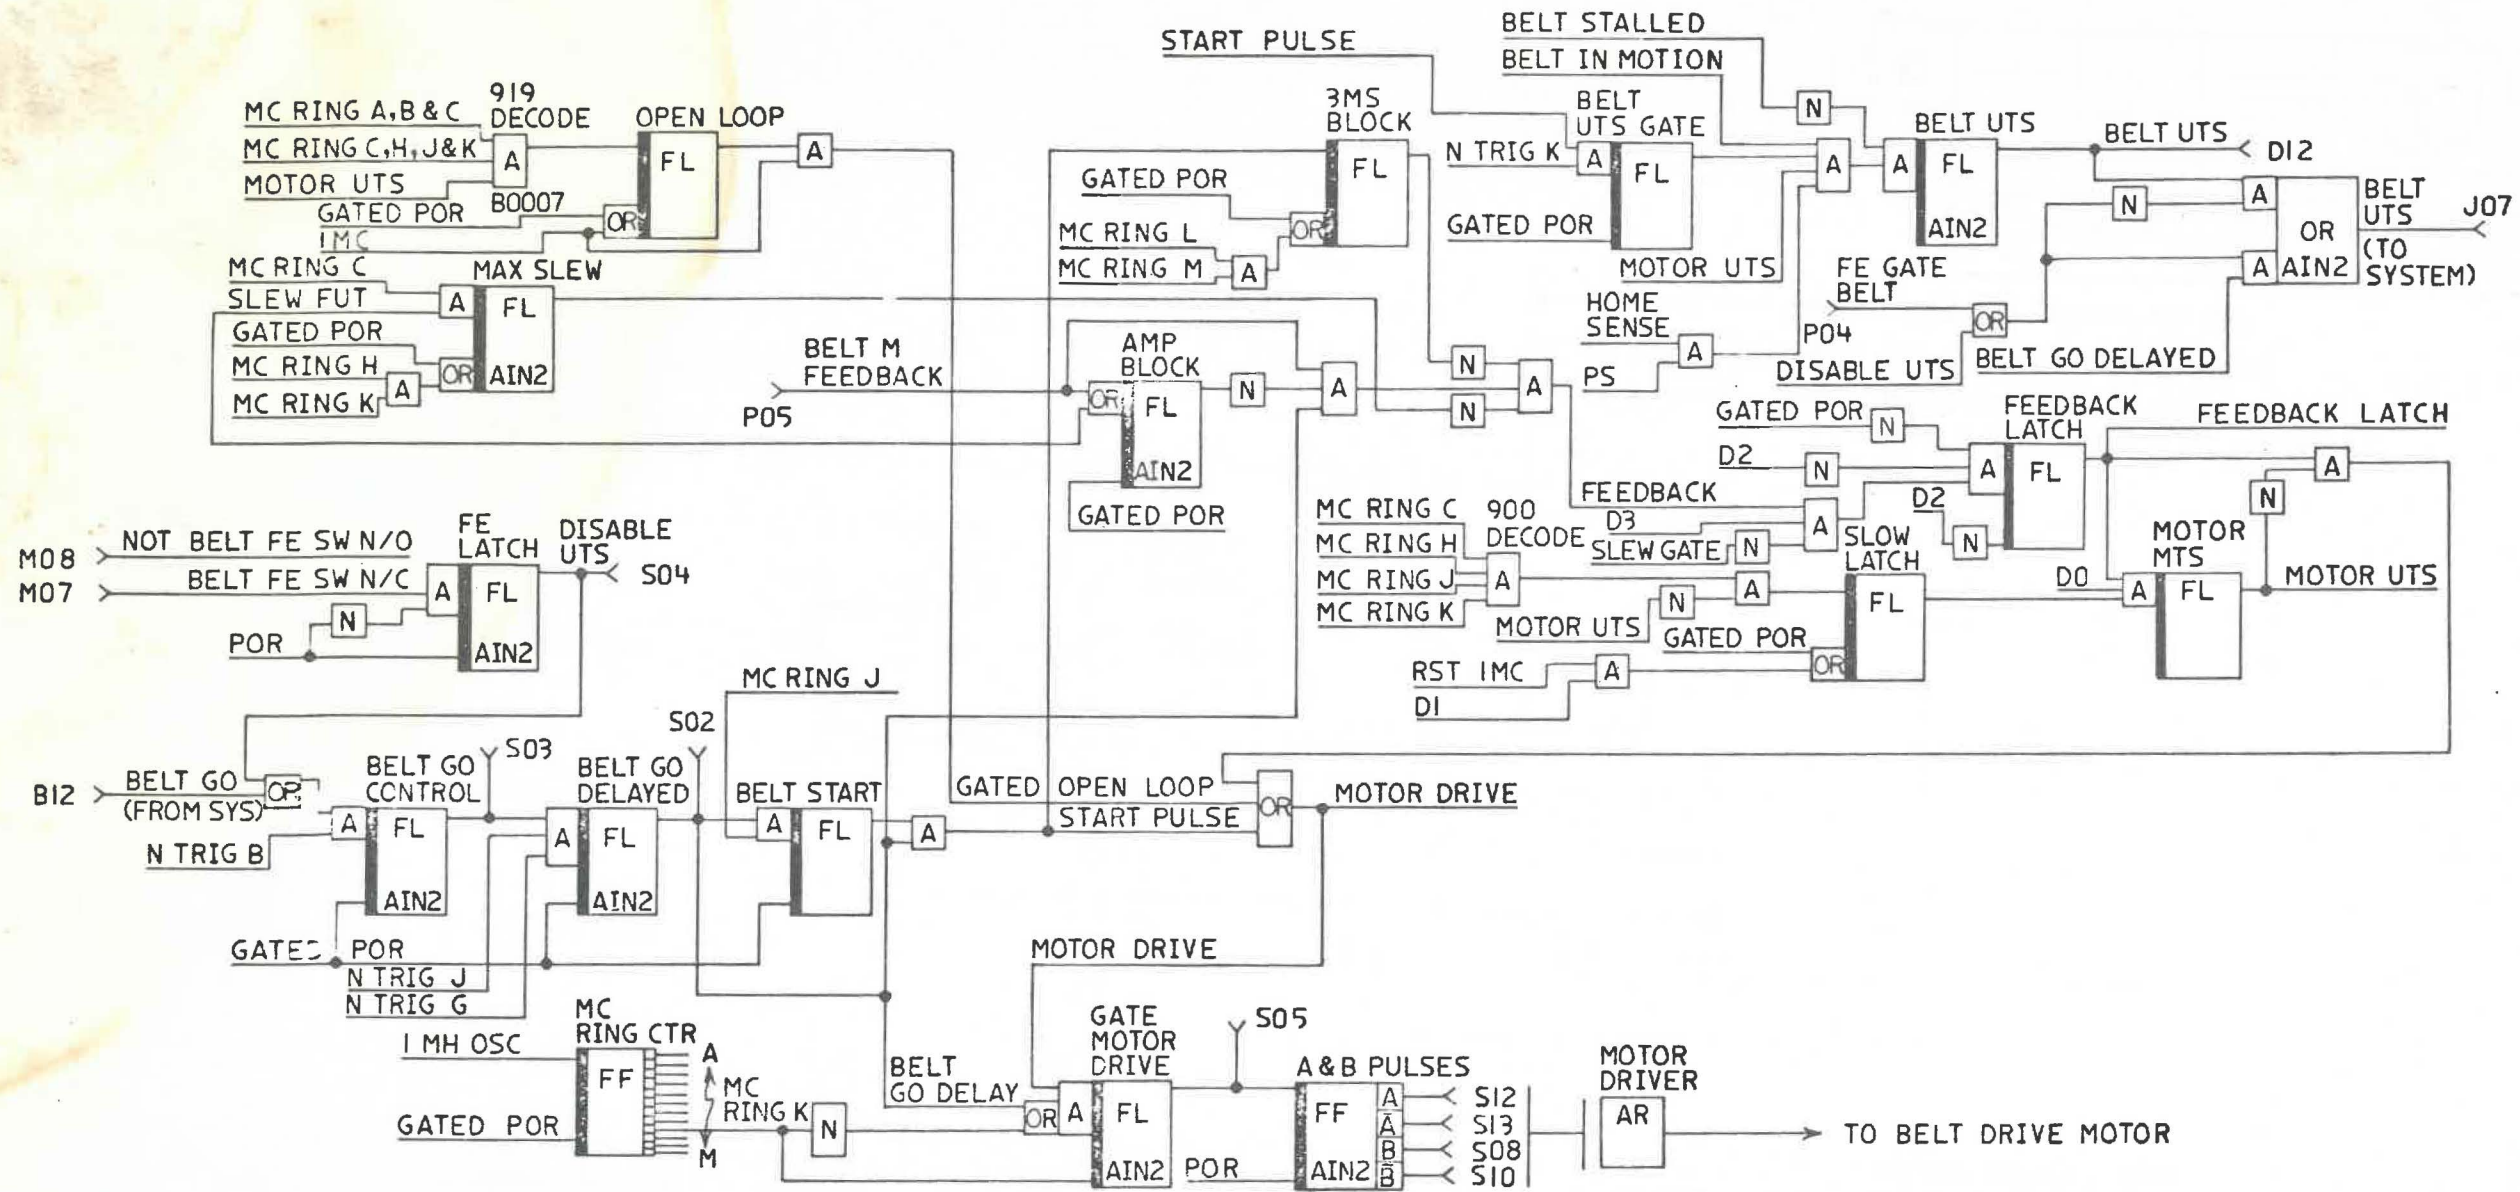 START PULSE
BELT STALLED
BELT IN MOTION
919
DECODE
MC RING A,B & C
MC RING C,H,J&K
MOTOR UTS
A
B0007
OPEN LOOP
FL
GATED POR
1MC
OR
A
MC RING C
SLEW FUT
A
MAX SLEW
FL
GATED POR
MC RING H
MC RING K
A
OR
AIN2
3MS
BLOCK
FL
GATED POR
OR
MC RING L
MC RING M
A
BELT
UTS GATE
N TRIG K
A
FL
GATED POR
N
A
A
BELT UTS
FL
AIN2
BELT UTS
D12
MOTOR UTS
HOME
SENSE
PS
A
FE GATE
BELT
P04
OR
DISABLE UTS
N
A
OR
A
AIN2
BELT
UTS
(TO
SYSTEM)
J07
BELT GO DELAYED
BELT M
FEEDBACK
P05
AMP
BLOCK
OR
FL
AIN2
GATED POR
N
A
N
N
A
GATED POR
N
D2
N
A
FEEDBACK
LATCH
FL
FEEDBACK LATCH
A
N
FEEDBACK
D3
SLEW GATE
N
A
D2
N
MC RING C
MC RING H
MC RING J
MC RING K
900
DECODE
A
MOTOR UTS
N
A
SLOW
LATCH
FL
GATED POR
OR
RST 1MC
D1
A
D0
A
MOTOR
MTS
FL
MOTOR UTS
M08
NOT BELT FE SW N/O
M07
BELT FE SW N/C
FE
LATCH
A
FL
AIN2
N
POR
DISABLE
UTS
S04
MC RING J
S02
S03
B12
BELT GO
(FROM SYS)
OR
N TRIG B
BELT GO
CONTROL
A
FL
AIN2
BELT GO
DELAYED
A
FL
AIN2
BELT START
A
FL
A
GATED OPEN LOOP
START PULSE
OR
MOTOR DRIVE
GATED POR
N TRIG J
N TRIG G
MOTOR DRIVE
MC
RING CTR
1 MH OSC
FF
GATED POR
A
M
MC
RING K
N
BELT
GO DELAY
OR
A
GATE
MOTOR
DRIVE
FL
AIN2
S05
A & B PULSES
FF
AIN2
POR
A
Ā
B
B̄
S12
S13
S08
S10
MOTOR
DRIVER
AR
TO BELT DRIVE MOTOR